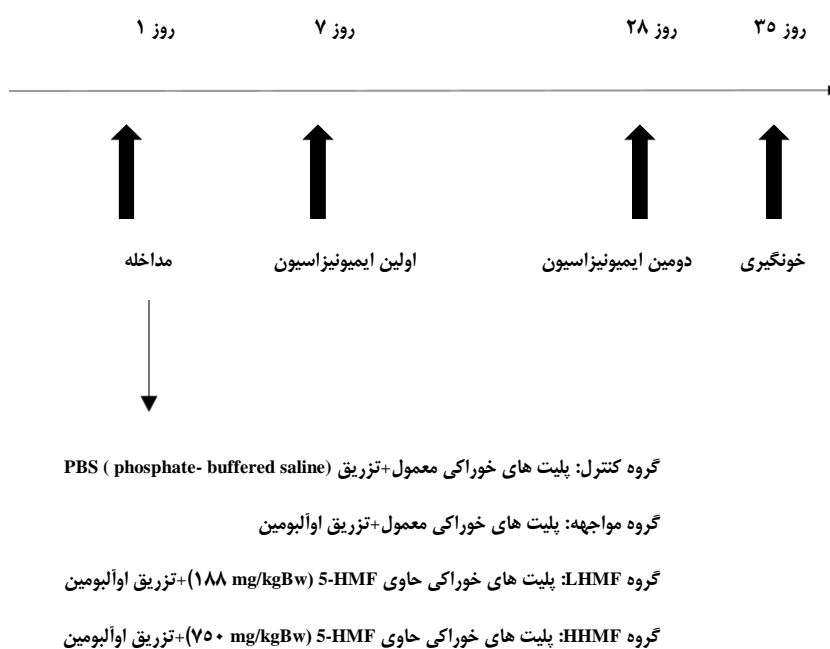 روز ۱
روز ۷
روز ۲۸
روز ۳۵
مداخله
اولین ایمیونیزاسیون
دومین ایمیونیزاسیون
خونگیری
گروه کنترل: پلیت های خوراکی معمول+تزریق PBS ( phosphate- buffered saline)
گروه مواجهه: پلیت های خوراکی معمول+تزریق اوآلبومین
گروه LHMF: پلیت های خوراکی حاوی 5-HMF (۱۸۸ mg/kgBw)+تزریق اوآلبومین
گروه HHMF: پلیت های خوراکی حاوی 5-HMF (۷۵۰ mg/kgBw)+تزریق اوآلبومین